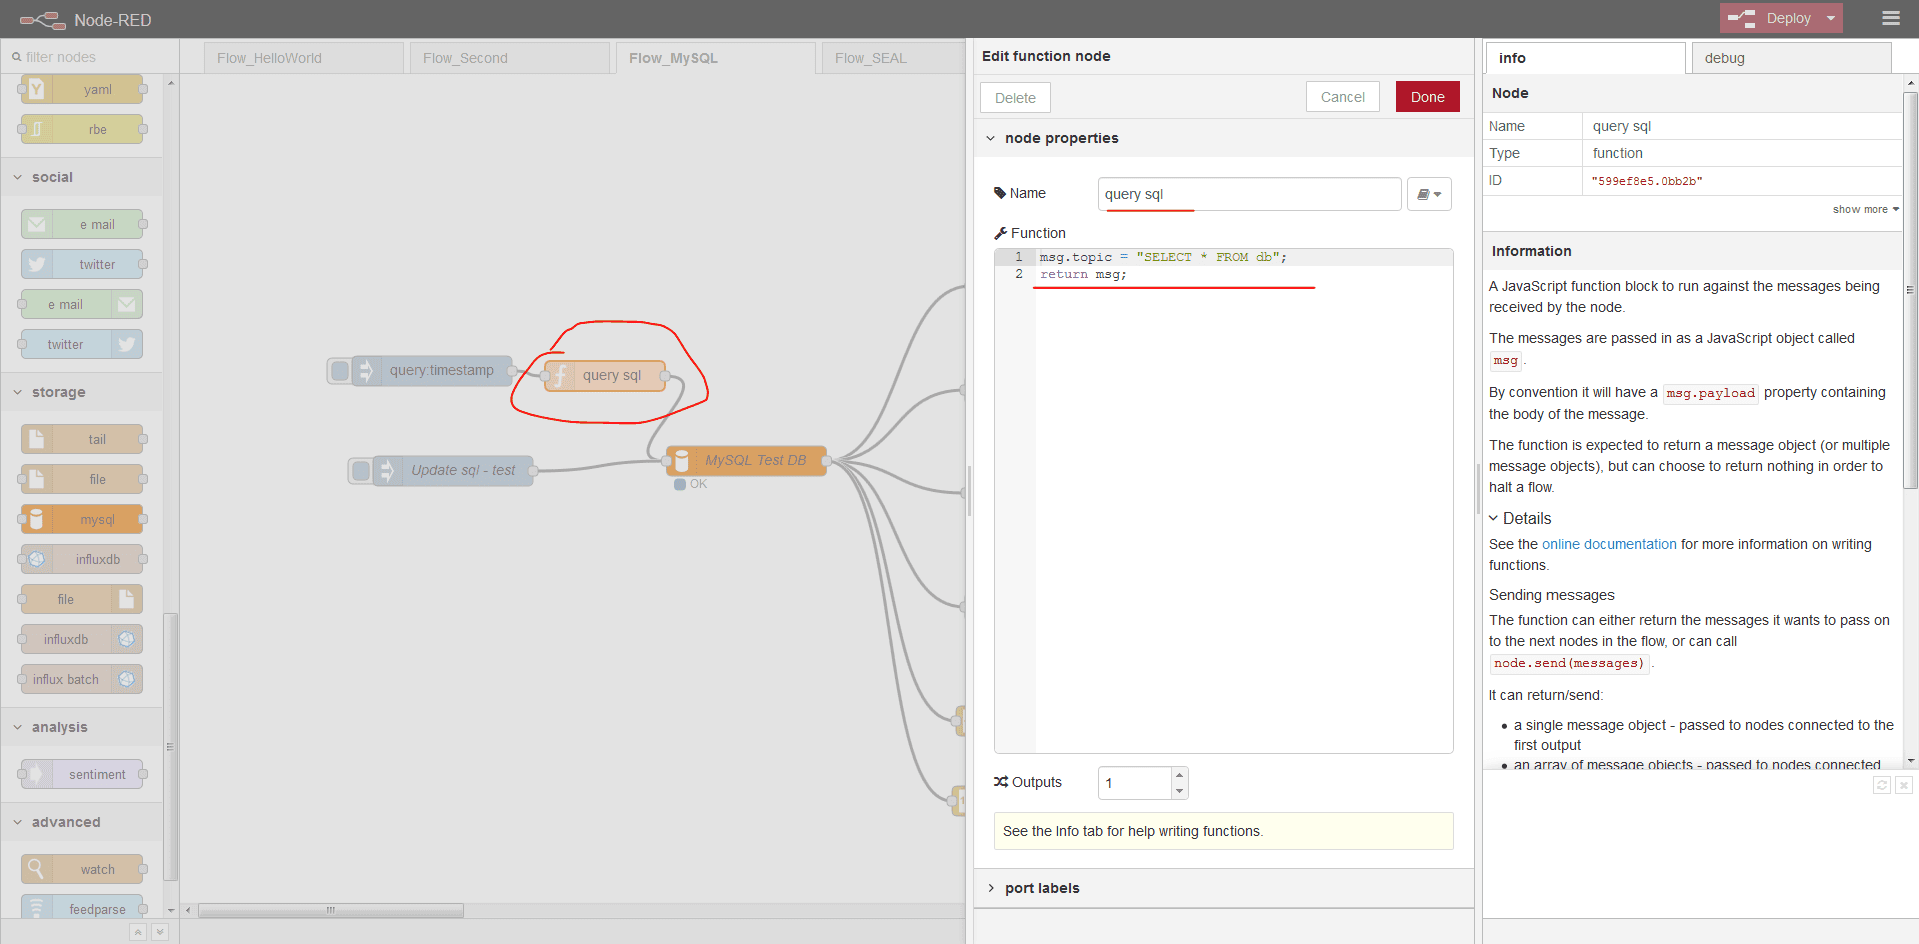 Node-RED
Deploy
filter nodes
yaml
rbe
social
e mail
twitter
e mail
twitter
storage
tail
file
mysql
influxdb
file
influxdb
influx batch
analysis
sentiment
advanced
watch
feedparse
Flow_HelloWorld
Flow_Second
Flow_MySQL
Flow_SEAL
query:timestamp
query sql
Update sql - test
MySQL Test DB
OK
Edit function node
Delete
Cancel
Done
node properties
Name
query sql
Function
1 msg.topic = "SELECT * FROM db";
2 return msg;
Outputs
1
See the Info tab for help writing functions.
port labels
info
debug
Node
Name query sql
Type function
ID "599ef8e5.0bb2b"
show more
Information
A JavaScript function block to run against the messages being
received by the node.
The messages are passed in as a JavaScript object called
msg .
By convention it will have a msg.payload property containing
the body of the message.
The function is expected to return a message object (or multiple
message objects), but can choose to return nothing in order to
halt a flow.
Details
See the online documentation for more information on writing
functions.
Sending messages
The function can either return the messages it wants to pass on
to the next nodes in the flow, or can call
node.send(messages) .
It can return/send:
• a single message object - passed to nodes connected to the
first output
• an array of message objects - passed to nodes connected